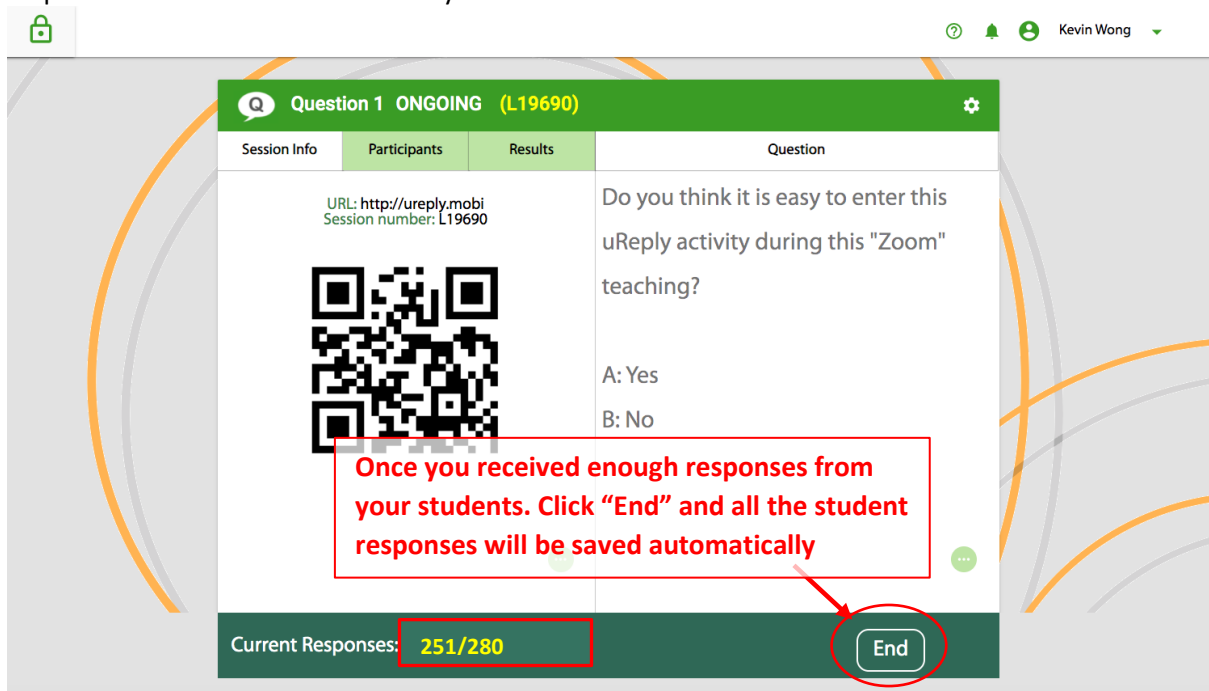 Kevin Wong
Q Question 1 ONGOING (L19690)
Session Info Participants Results Question
URL: http://ureply.mobi
Session number: L19690
Do you think it is easy to enter this
uReply activity during this "Zoom"
teaching?
A: Yes
B: No
Once you received enough responses from
your students. Click “End” and all the student
responses will be saved automatically
Current Responses: 251/280
End